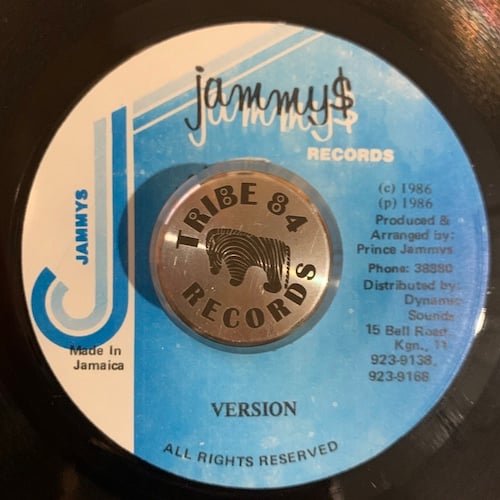 jammy$
RECORDS
JAMMYS
(c) 1986
(p) 1986
Produced &
Arranged by:
Prince Jammys
Phone: 38380
Distributed by:
Dynamic
Sounds
15 Bell Road
Kgn., 11
923-9138,
923-9168
Made In
Jamaica
TRIBE 84
RECORDS
VERSION
ALL RIGHTS RESERVED